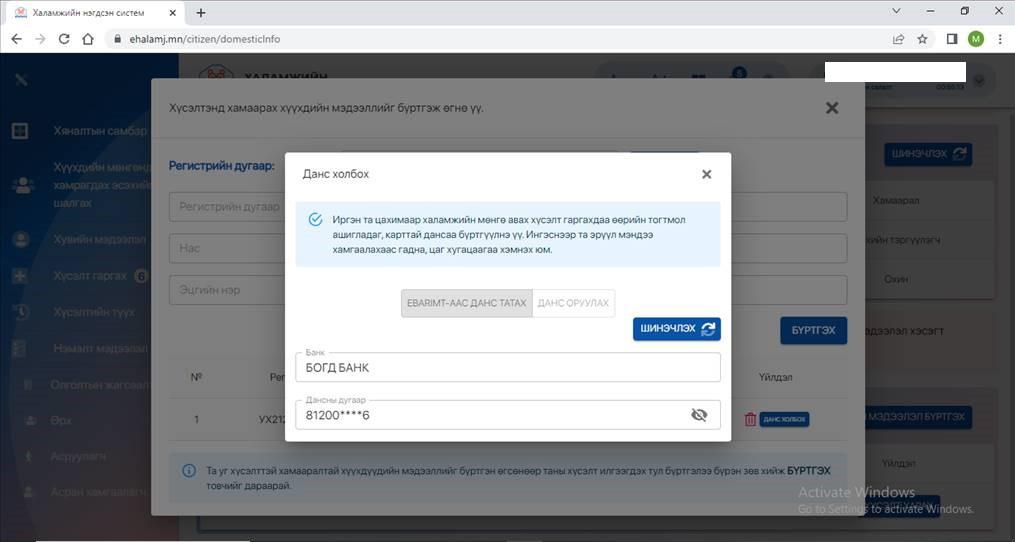 Халамжийн нэгдсэн систем
ehalamj.mn/citizen/domesticInfo
M
ХАЛАМЖИЙН
00:55:13
Хүсэлтэнд хамаарах хүүхдийн мэдээллийг бүртгэж өгнө үү.
Хяналтын самбар
Хүүхдийн мөнгөнд
хамрагдах эсэхийг
шалгах
Хувийн мэдээлэл
Хүсэлт гаргах 6
Хүсэлтийн түүх
Нэмэлт мэдээлэл
Олголтын жагсаалт
Өрх
Асруулагч
Асран хамгаалагч
Регистрийн дугаар:
Регистрийн дугаар
Нас
Эцгийн нэр
ШИНЭЧЛЭХ
Хамаарал
Охин
Данс холбох
Иргэн та цахимаар халамжийн мөнгө авах хүсэлт гаргахдаа өөрийн тогтмол
ашигладаг, карттай дансаа бүртгүүлнэ үү. Ингэснээр та эрүүл мэндээ
хамгаалахаас гадна, цаг хугацаагаа хэмнэх юм.
EBARIMT-ААС ДАНС ТАТАХ ДАНС ОРУУЛАХ
ШИНЭЧЛЭХ
Банк
БОГД БАНК
Дансны дугаар
81200****6
БҮРТГЭХ
№ Рег Үйлдэл
1 УХ212 ДАНС ХОЛБОХ
МЭДЭЭЛЭЛ БҮРТГЭХ
Үйлдэл
Та уг хүсэлттэй хамааралтай хүүхдүүдийн мэдээллийг бүртгэн өгсөнөөр таны хүсэлт илгээгдэх тул бүртгэлээ бүрэн зөв хийж БҮРТГЭХ
товчийг дараарай.
Activate Windows
Go to Settings to activate Windows.